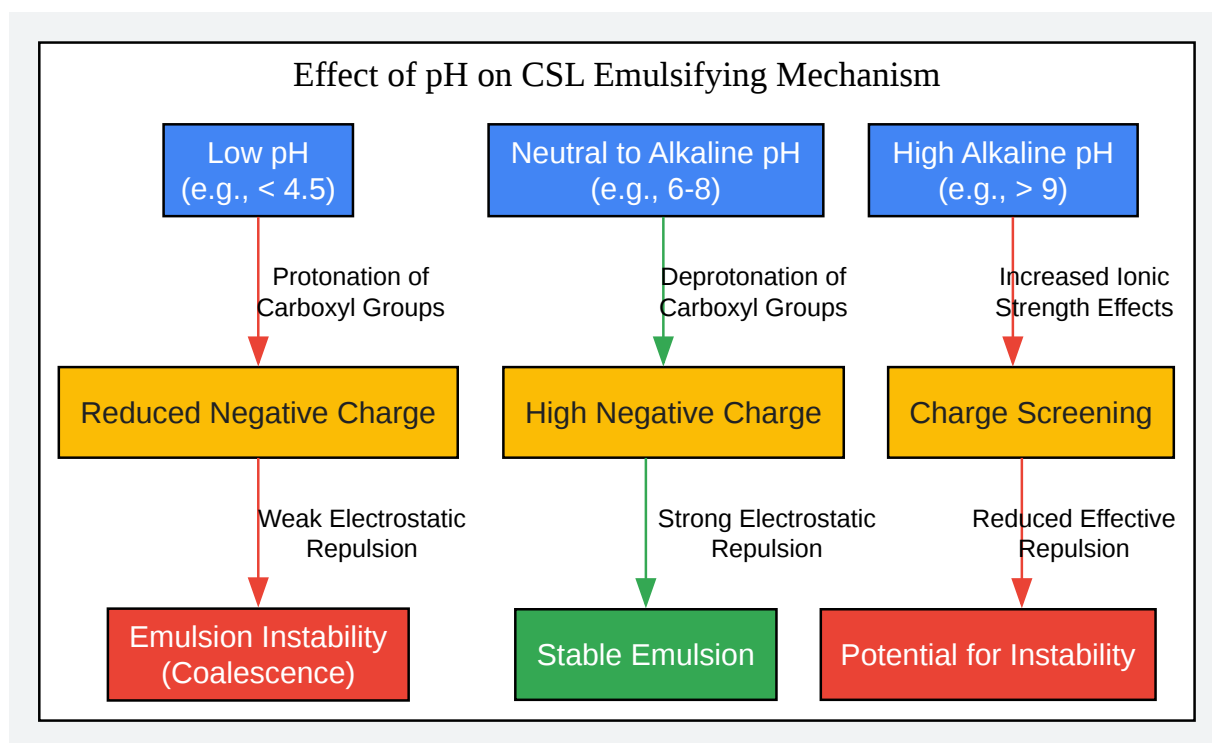 Effect of pH on CSL Emulsifying Mechanism
Low pH
(e.g., < 4.5)
Neutral to Alkaline pH
(e.g., 6-8)
High Alkaline pH
(e.g., > 9)
Protonation of
Carboxyl Groups
Deprotonation of
Carboxyl Groups
Increased Ionic
Strength Effects
Reduced Negative Charge
High Negative Charge
Charge Screening
Weak Electrostatic
Repulsion
Strong Electrostatic
Repulsion
Reduced Effective
Repulsion
Emulsion Instability
(Coalescence)
Stable Emulsion
Potential for Instability